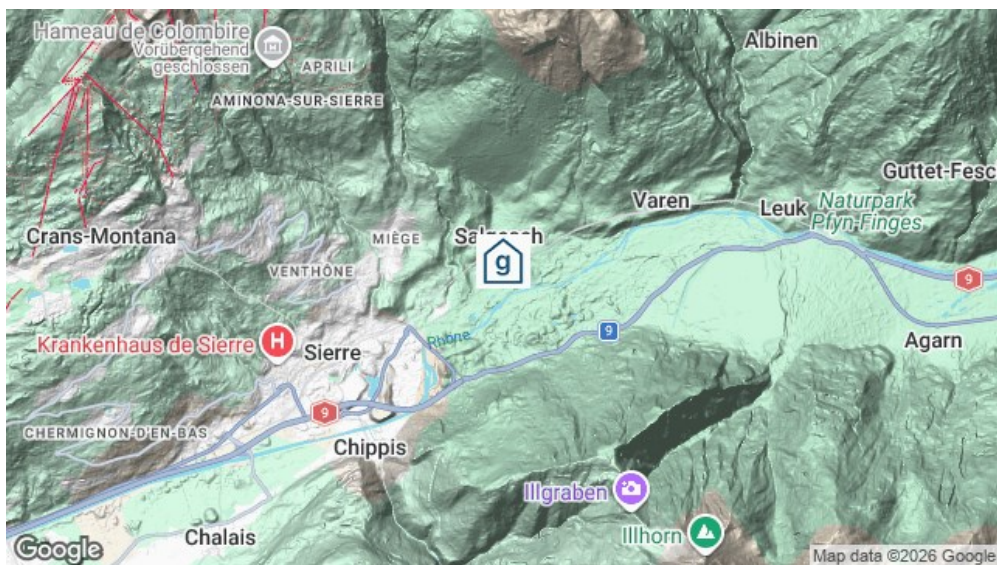 Hameau de Colombire
Vorübergehend
geschlossen
APRILI
AMINONA-SUR-SIERRE
Albinen
Guttet-Fesc
Varen
Leuk
Naturpark
Pfyn-Finges
Crans-Montana
MIÈGE
Salgesch
g
VENTHÔNE
9
Rhône
9
Krankenhaus de Sierre
H
Sierre
Agarn
9
CHERMIGNON-D'EN-BAS
Chippis
Illgraben
Illhorn
Chalais
Google
Map data ©2026 Google